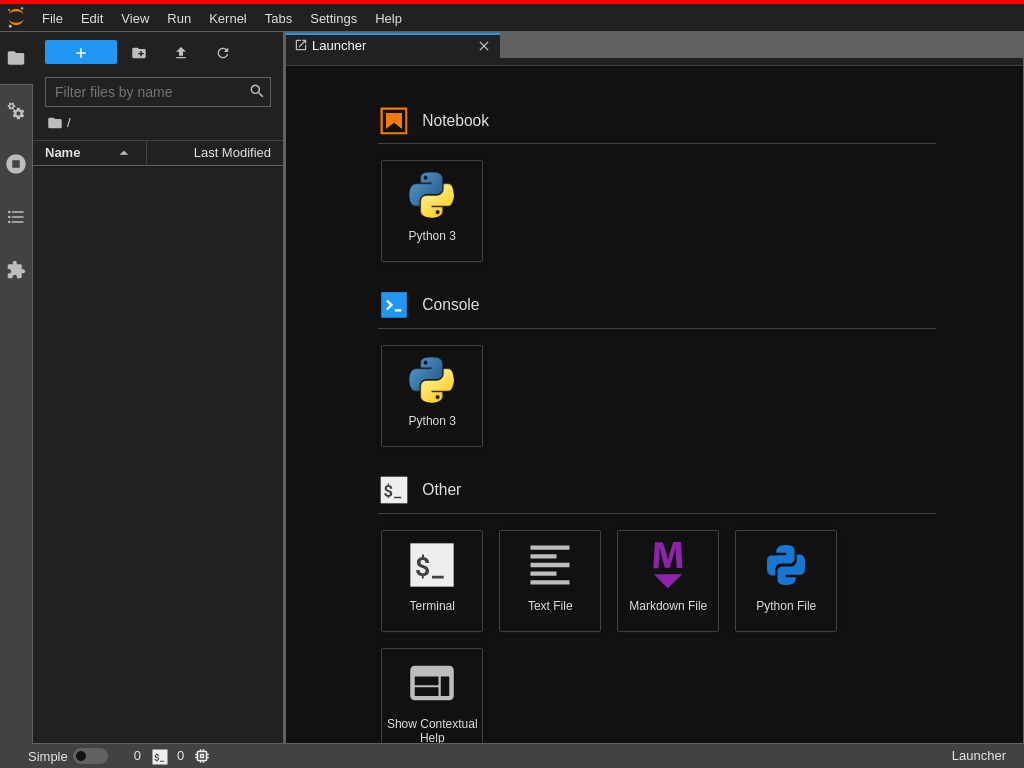 File Edit View Run Kernel Tabs Settings Help
Launcher
Filter files by name
/
Name Last Modified
Notebook
Python 3
Console
Python 3
$_ Other
$_
Terminal Text File Markdown File Python File
Show Contextual
Help
Simple 0 $_ 0 Launcher